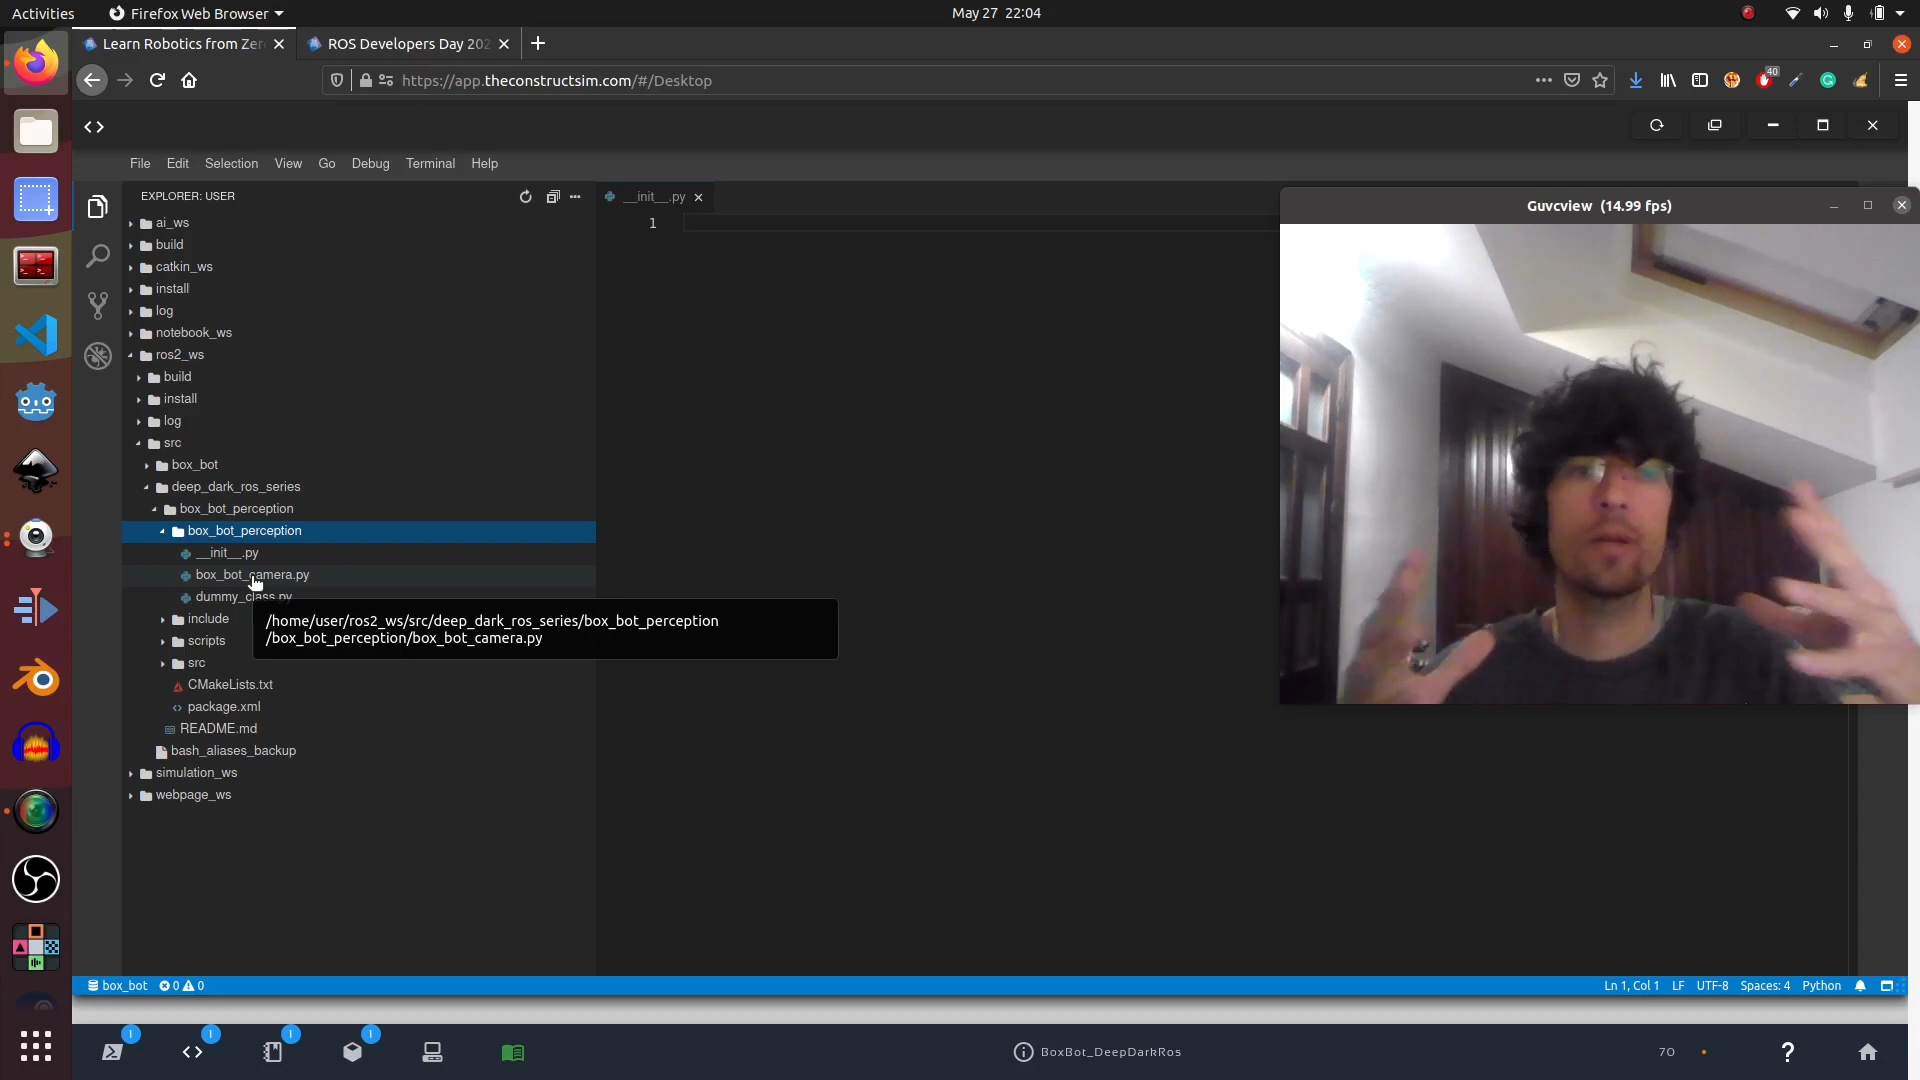 Activities
Firefox Web Browser
May 27 22:04
Learn Robotics from Zer
ROS Developers Day 202
https://app.theconstructsim.com/#/Desktop
40
File Edit Selection View Go Debug Terminal Help
EXPLORER: USER
__init__.py
1
Guvcview (14.99 fps)
ai_ws
build
catkin_ws
install
log
notebook_ws
ros2_ws
build
install
log
src
box_bot
deep_dark_ros_series
box_bot_perception
box_bot_perception
__init__.py
box_bot_camera.py
dummy_class.py
/home/user/ros2_ws/src/deep_dark_ros_series/box_bot_perception
/box_bot_perception/box_bot_camera.py
include
scripts
src
CMakeLists.txt
package.xml
README.md
bash_aliases_backup
simulation_ws
webpage_ws
box_bot 0 0
Ln 1, Col 1 LF UTF-8 Spaces: 4 Python
1 1 1 1
BoxBot_DeepDarkRos
70
?